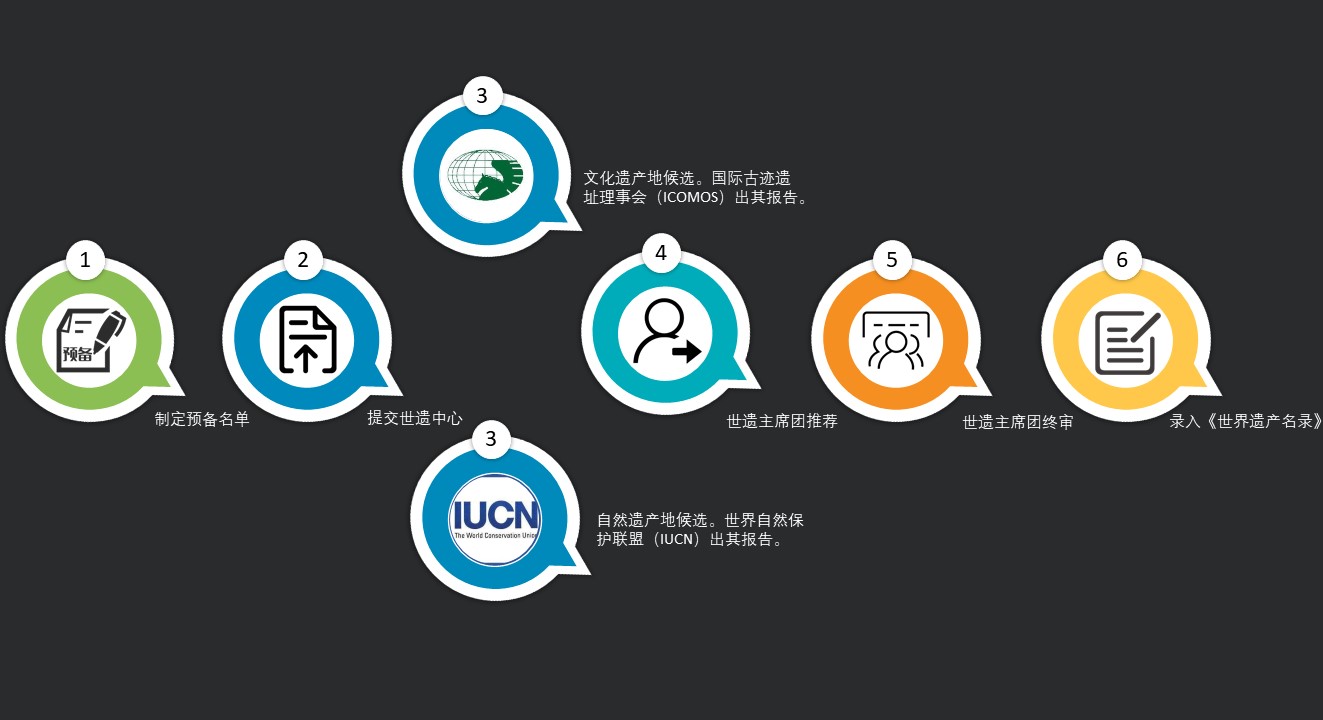 3
文化遗产地候选。国际古迹遗
址理事会（ICOMOS）出其报告。
1
预备
制定预备名单
2
提交世遗中心
3
IUCN
The World Conservation Union
自然遗产地候选。世界自然保
护联盟（IUCN）出其报告。
4
世遗主席团推荐
5
世遗主席团终审
6
录入《世界遗产名录》